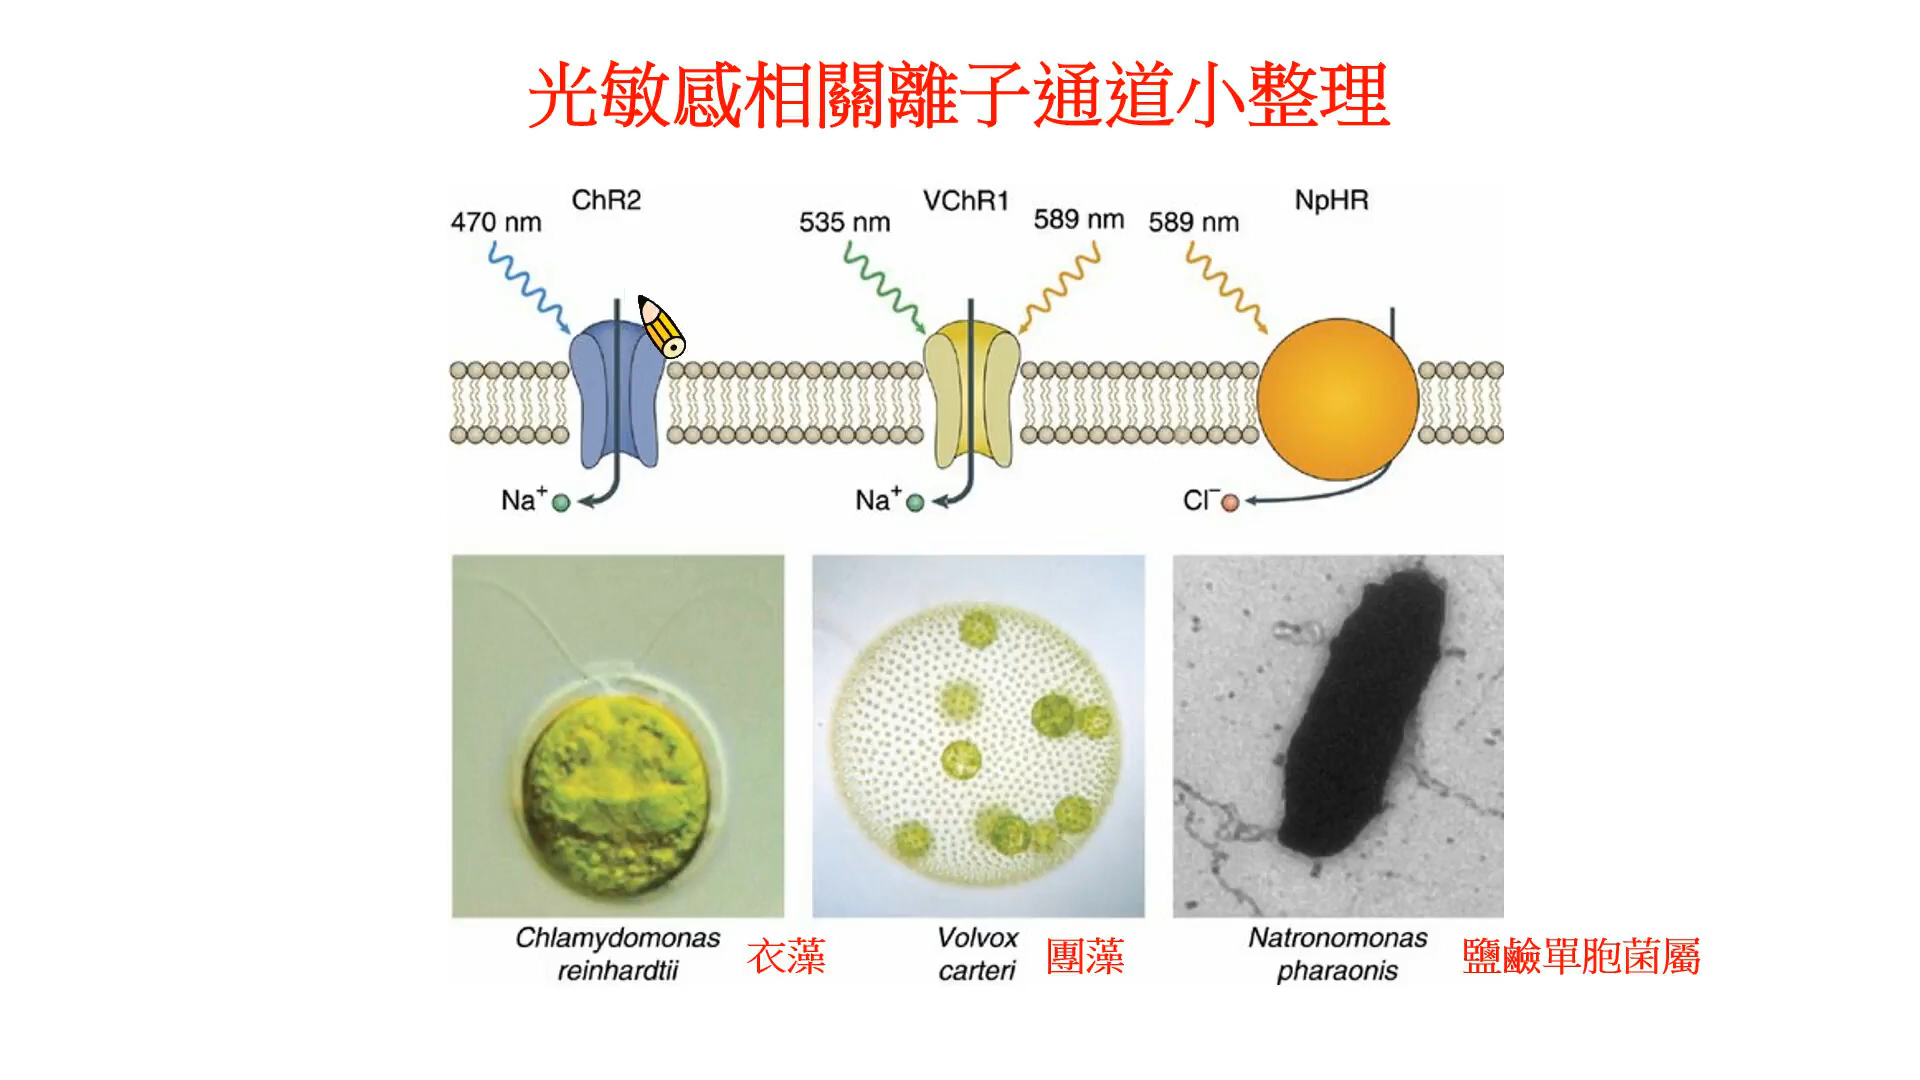 光敏感相關離子通道小整理
ChR2
VChR1
NpHR
470 nm
535 nm
589 nm
589 nm
Na⁺
Na⁺
Cl⁻
Chlamydomonas
reinhardtii
衣藻
Volvox
carteri
團藻
Natronomonas
pharaonis
鹽鹼單胞菌屬